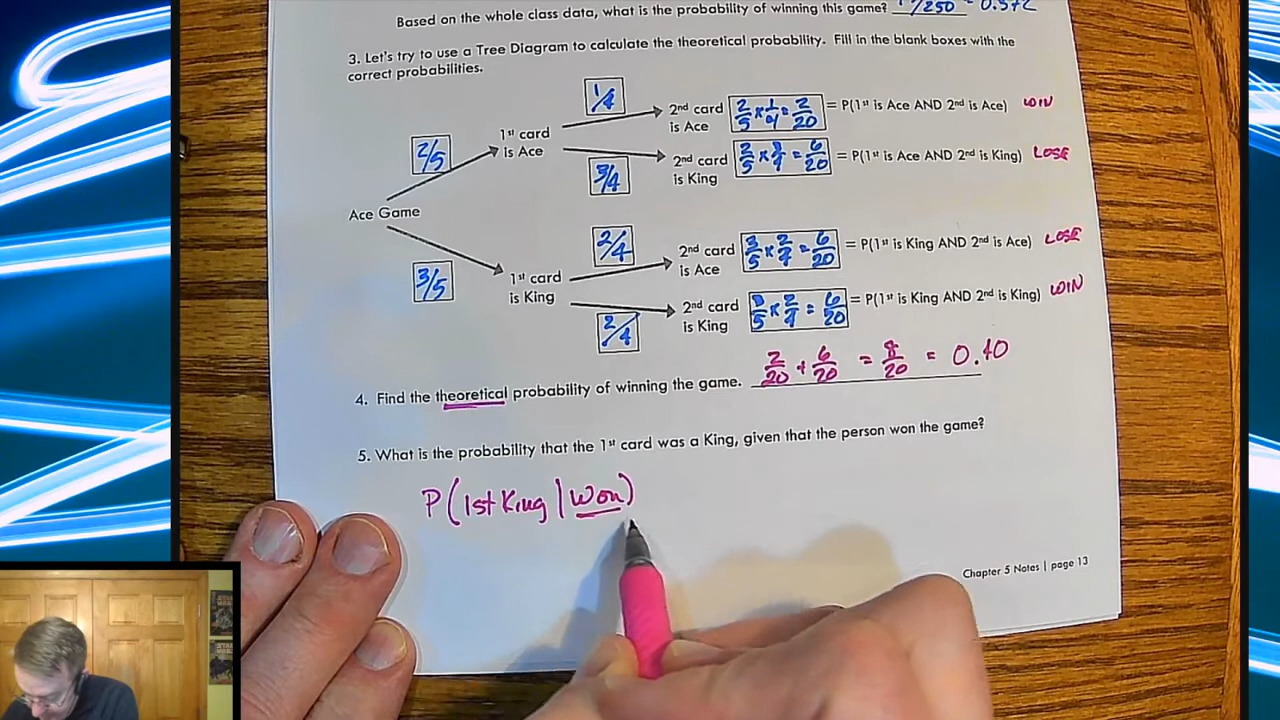 Based on the whole class data, what is the probability of winning this game? /250 = 0.572
3. Let's try to use a Tree Diagram to calculate the theoretical probability. Fill in the blank boxes with the
correct probabilities.
1/4
2nd card is Ace 2/5 × 1/4 = 2/20 = P(1st is Ace AND 2nd is Ace) WIN
2/5
1st card is Ace
2nd card is King 2/5 × 3/4 = 6/20 = P(1st is Ace AND 2nd is King) LOSE
3/4
Ace Game
2/4
2nd card is Ace 3/5 × 2/4 = 6/20 = P(1st is King AND 2nd is Ace) LOSE
3/5
1st card is King
2nd card is King 3/5 × 2/4 = 6/20 = P(1st is King AND 2nd is King) WIN
2/4
4. Find the theoretical probability of winning the game. 2/20 + 6/20 = 8/20 = 0.40
5. What is the probability that the 1st card was a King, given that the person won the game?
P(1st King | Won)
Chapter 5 Notes | page 13
STAR WARS
STAR WARS